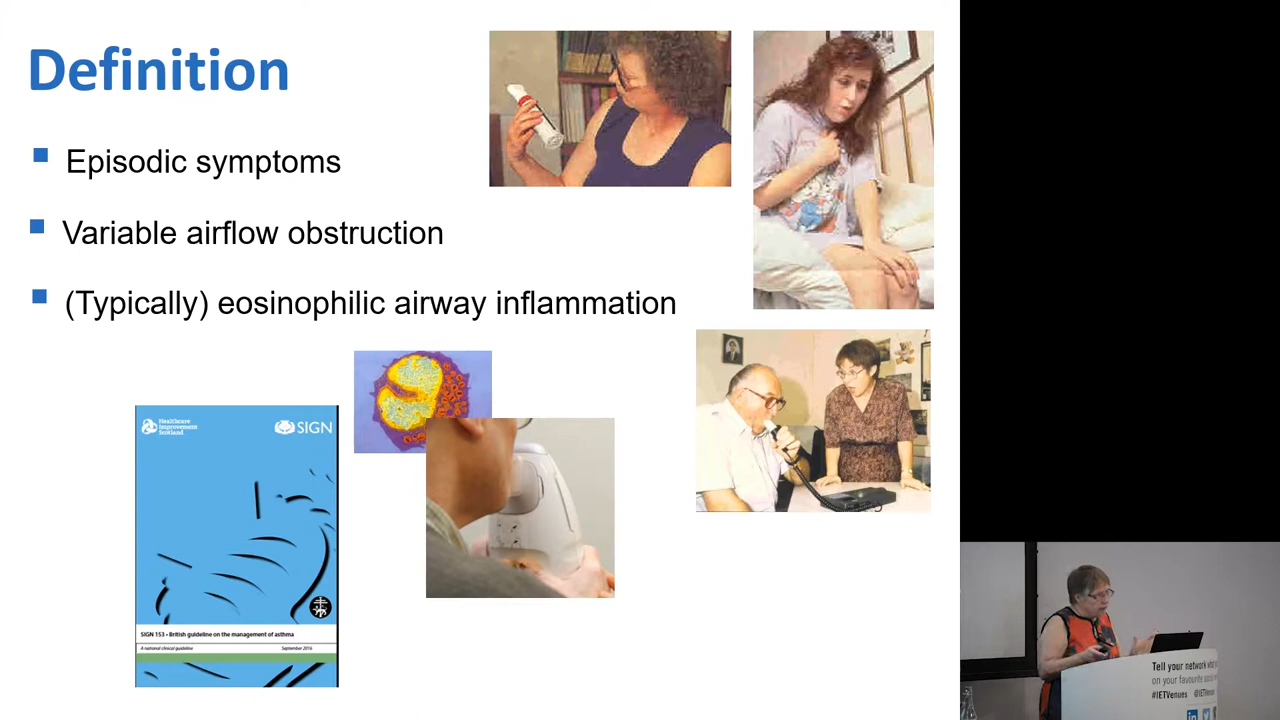 Definition
Episodic symptoms
Variable airflow obstruction
(Typically) eosinophilic airway inflammation
Healthcare
Improvement
Scotland
SIGN
SIGN 153 • British guideline on the management of asthma
A national clinical guideline
September 2016
Tell your network
on your favourite social
#IETVenues @IETVenues